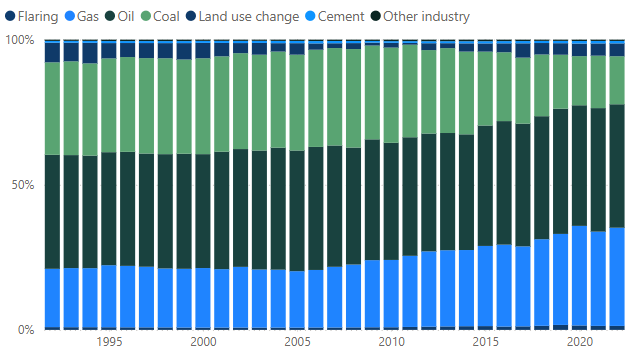 Flaring Gas Oil Coal Land use change Cement Other industry
100%
50%
0%
1995 2000 2005 2010 2015 2020